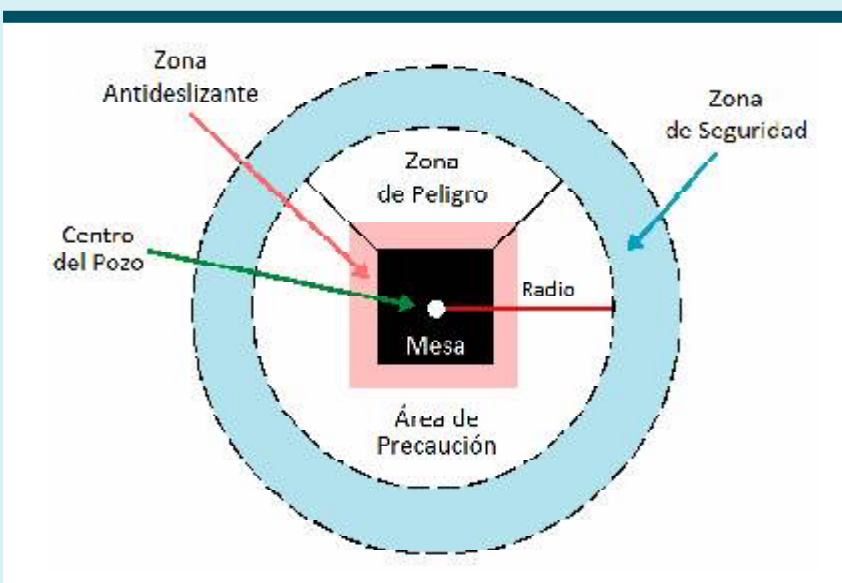 Zona
Antideslizante
Zona
de Seguridad
Zona
de Peligro
Centro
del Pozo
Radio
Mesa
Área de
Precaución